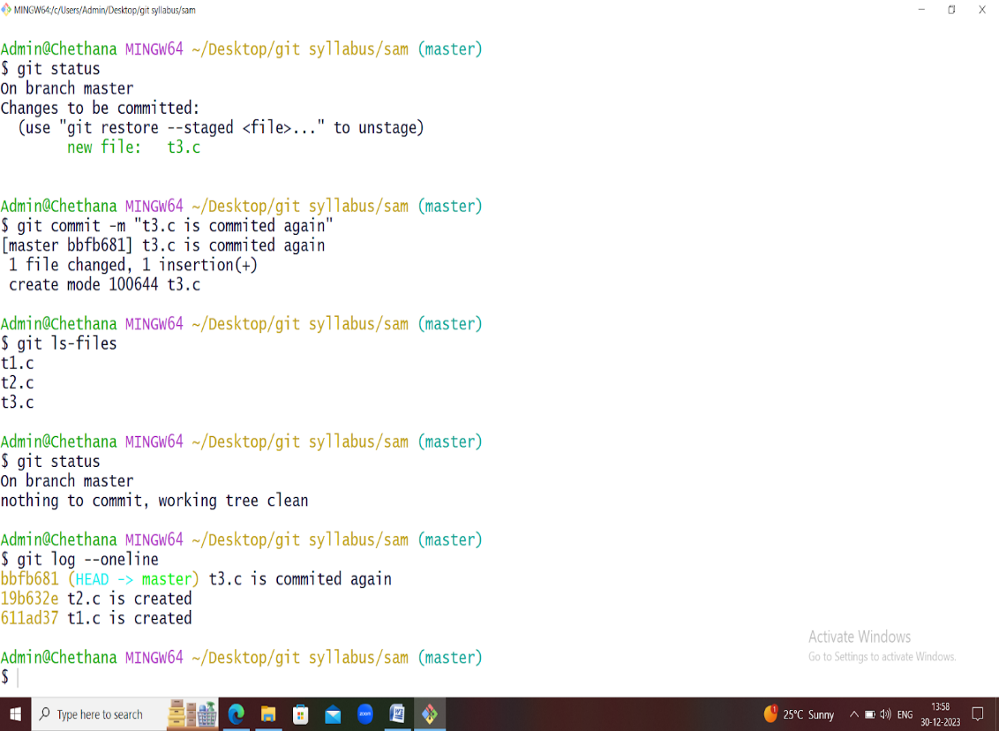 MINGW64:/c/Users/Admin/Desktop/git syllabus/sam
Admin@Chethana MINGW64 ~/Desktop/git syllabus/sam (master)
$ git status
On branch master
Changes to be committed:
  (use "git restore --staged <file>..." to unstage)
        new file:   t3.c
Admin@Chethana MINGW64 ~/Desktop/git syllabus/sam (master)
$ git commit -m "t3.c is commited again"
[master bbfb681] t3.c is commited again
 1 file changed, 1 insertion(+)
 create mode 100644 t3.c
Admin@Chethana MINGW64 ~/Desktop/git syllabus/sam (master)
$ git ls-files
t1.c
t2.c
t3.c
Admin@Chethana MINGW64 ~/Desktop/git syllabus/sam (master)
$ git status
On branch master
nothing to commit, working tree clean
Admin@Chethana MINGW64 ~/Desktop/git syllabus/sam (master)
$ git log --oneline
bbfb681 (HEAD -> master) t3.c is commited again
19b632e t2.c is created
611ad37 t1.c is created
Admin@Chethana MINGW64 ~/Desktop/git syllabus/sam (master)
$
Activate Windows
Go to Settings to activate Windows.
Type here to search
zoom
1
25°C Sunny
ENG
13:58
30-12-2023